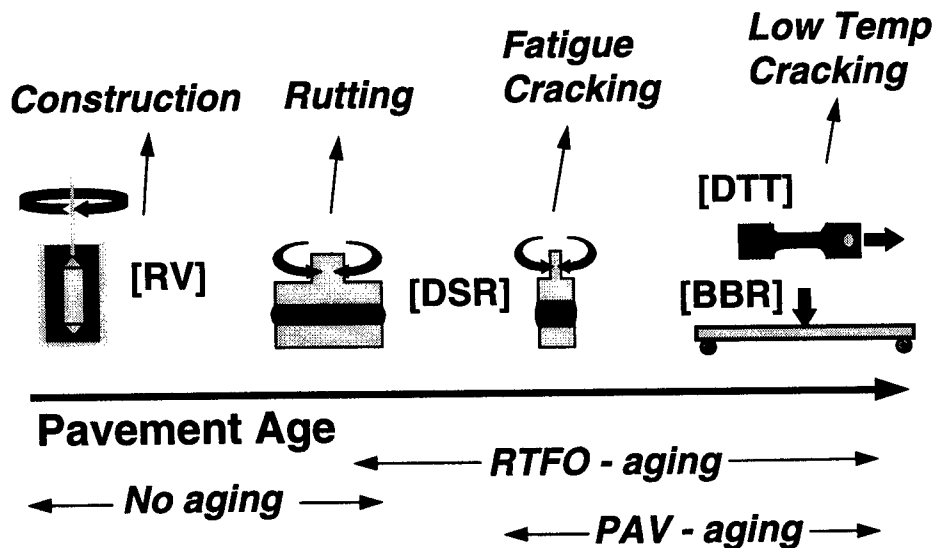 Construction
Rutting
Fatigue
Cracking
Low Temp
Cracking
[RV]
[DSR]
[DTT]
[BBR]
Pavement Age
RTFO - aging
No aging
PAV - aging